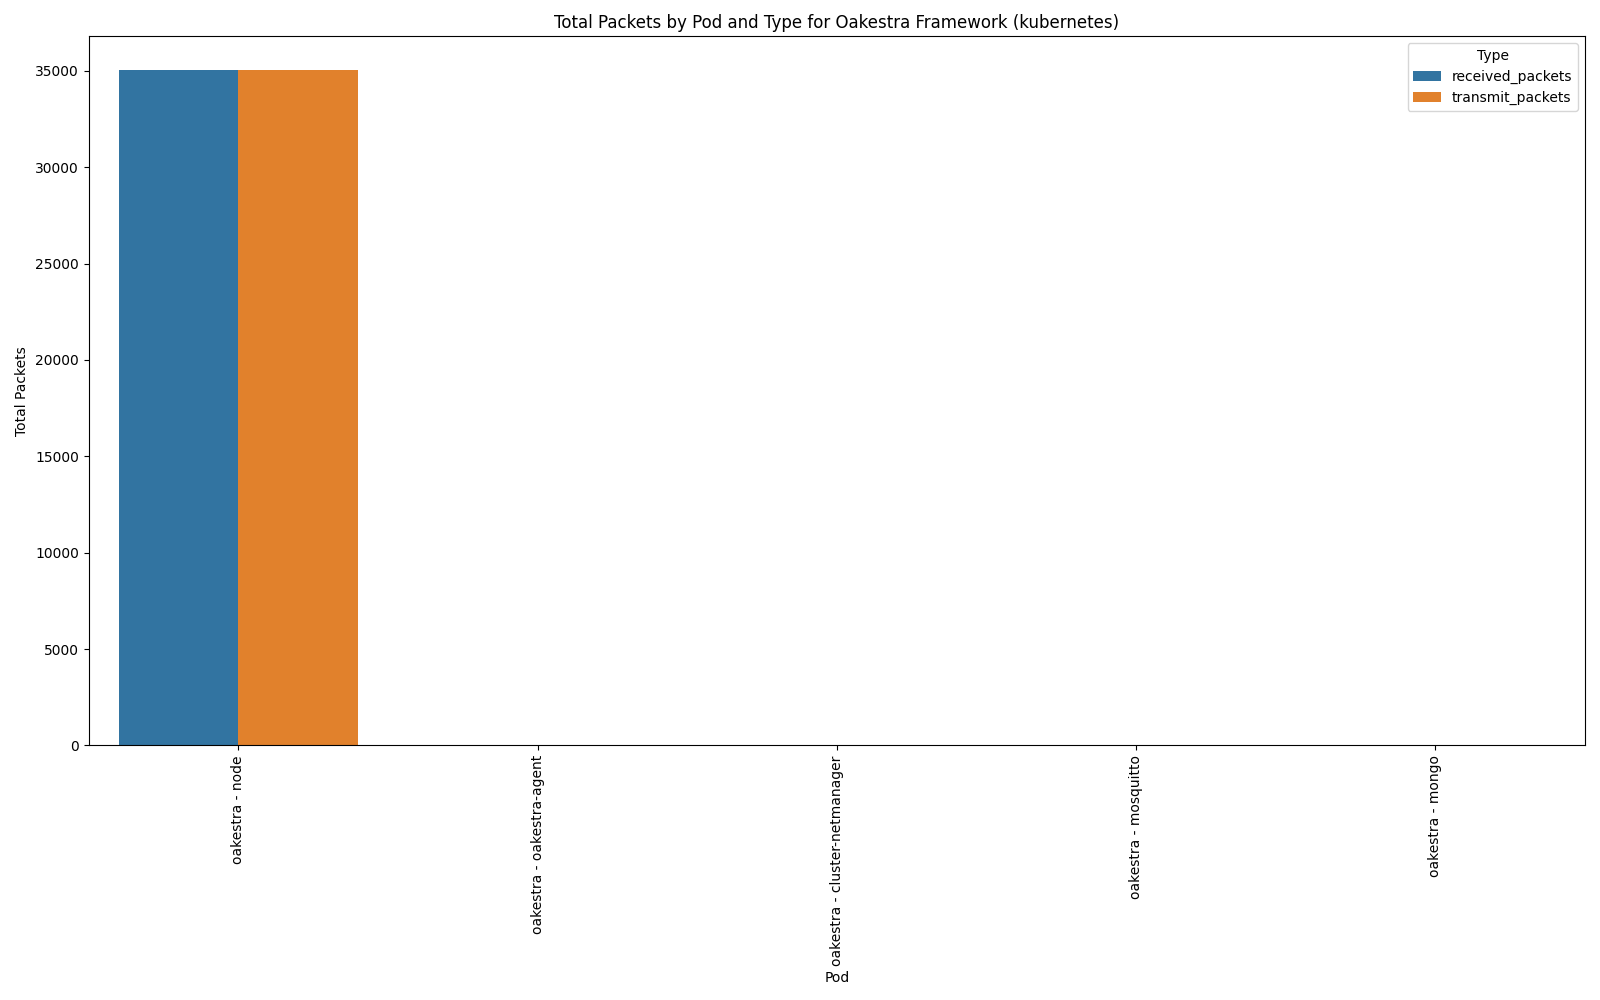 Total Packets by Pod and Type for Oakestra Framework (kubernetes)
Type
received_packets
transmit_packets
35000
30000
25000
20000
15000
10000
5000
0
Total Packets
oakestra - node
oakestra - oakestra-agent
oakestra - cluster-netmanager
oakestra - mosquitto
oakestra - mongo
Pod